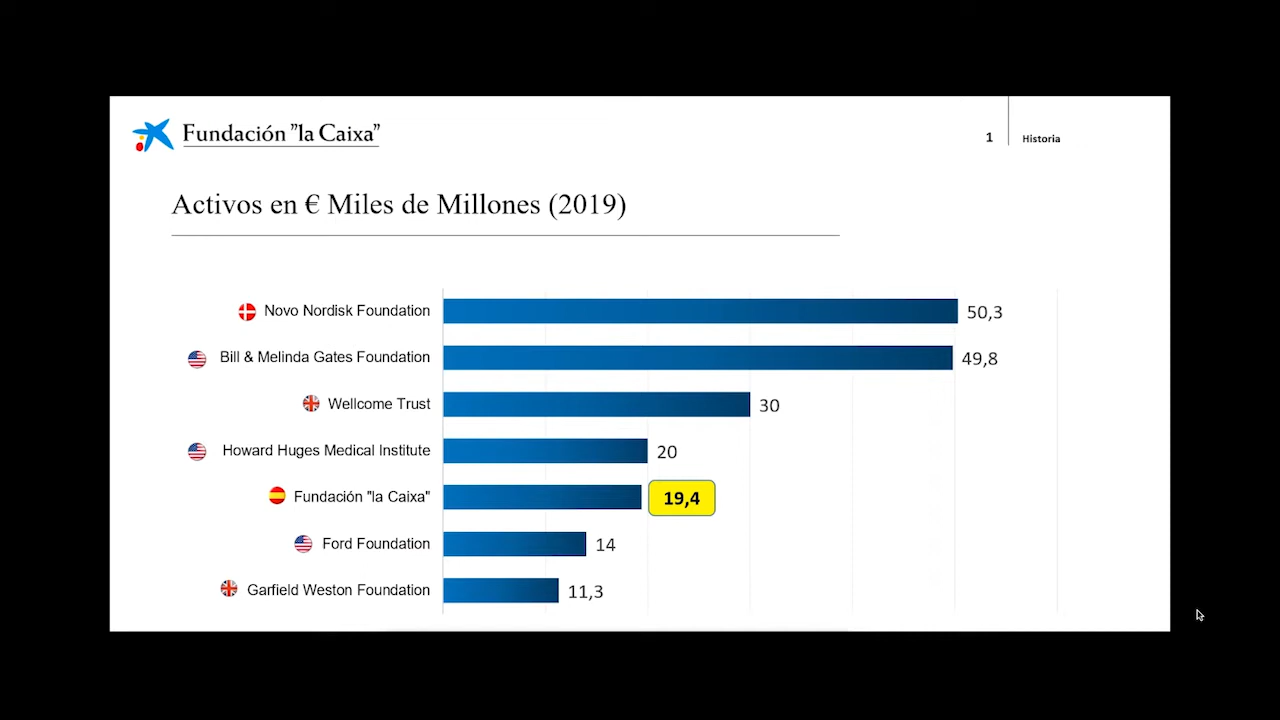 Fundación "la Caixa"
1
Historia
Activos en € Miles de Millones (2019)
Novo Nordisk Foundation 50,3
Bill & Melinda Gates Foundation 49,8
Wellcome Trust 30
Howard Huges Medical Institute 20
Fundación "la Caixa" 19,4
Ford Foundation 14
Garfield Weston Foundation 11,3